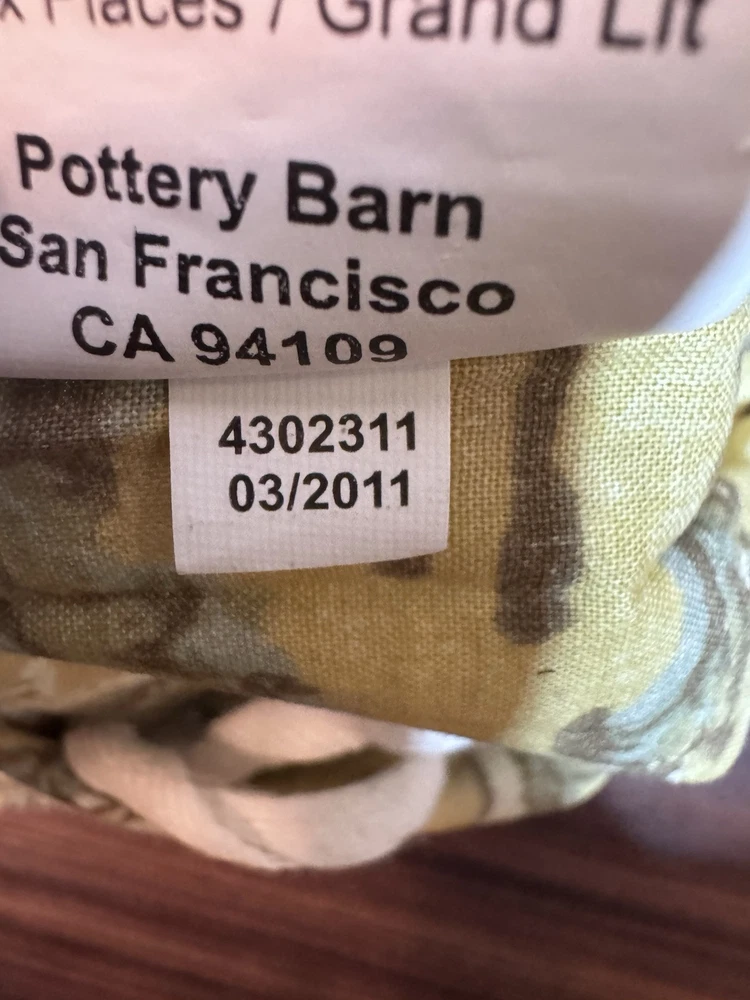 x Places / Grand Lit
Pottery Barn
San Francisco
CA 94109
4302311
03/2011